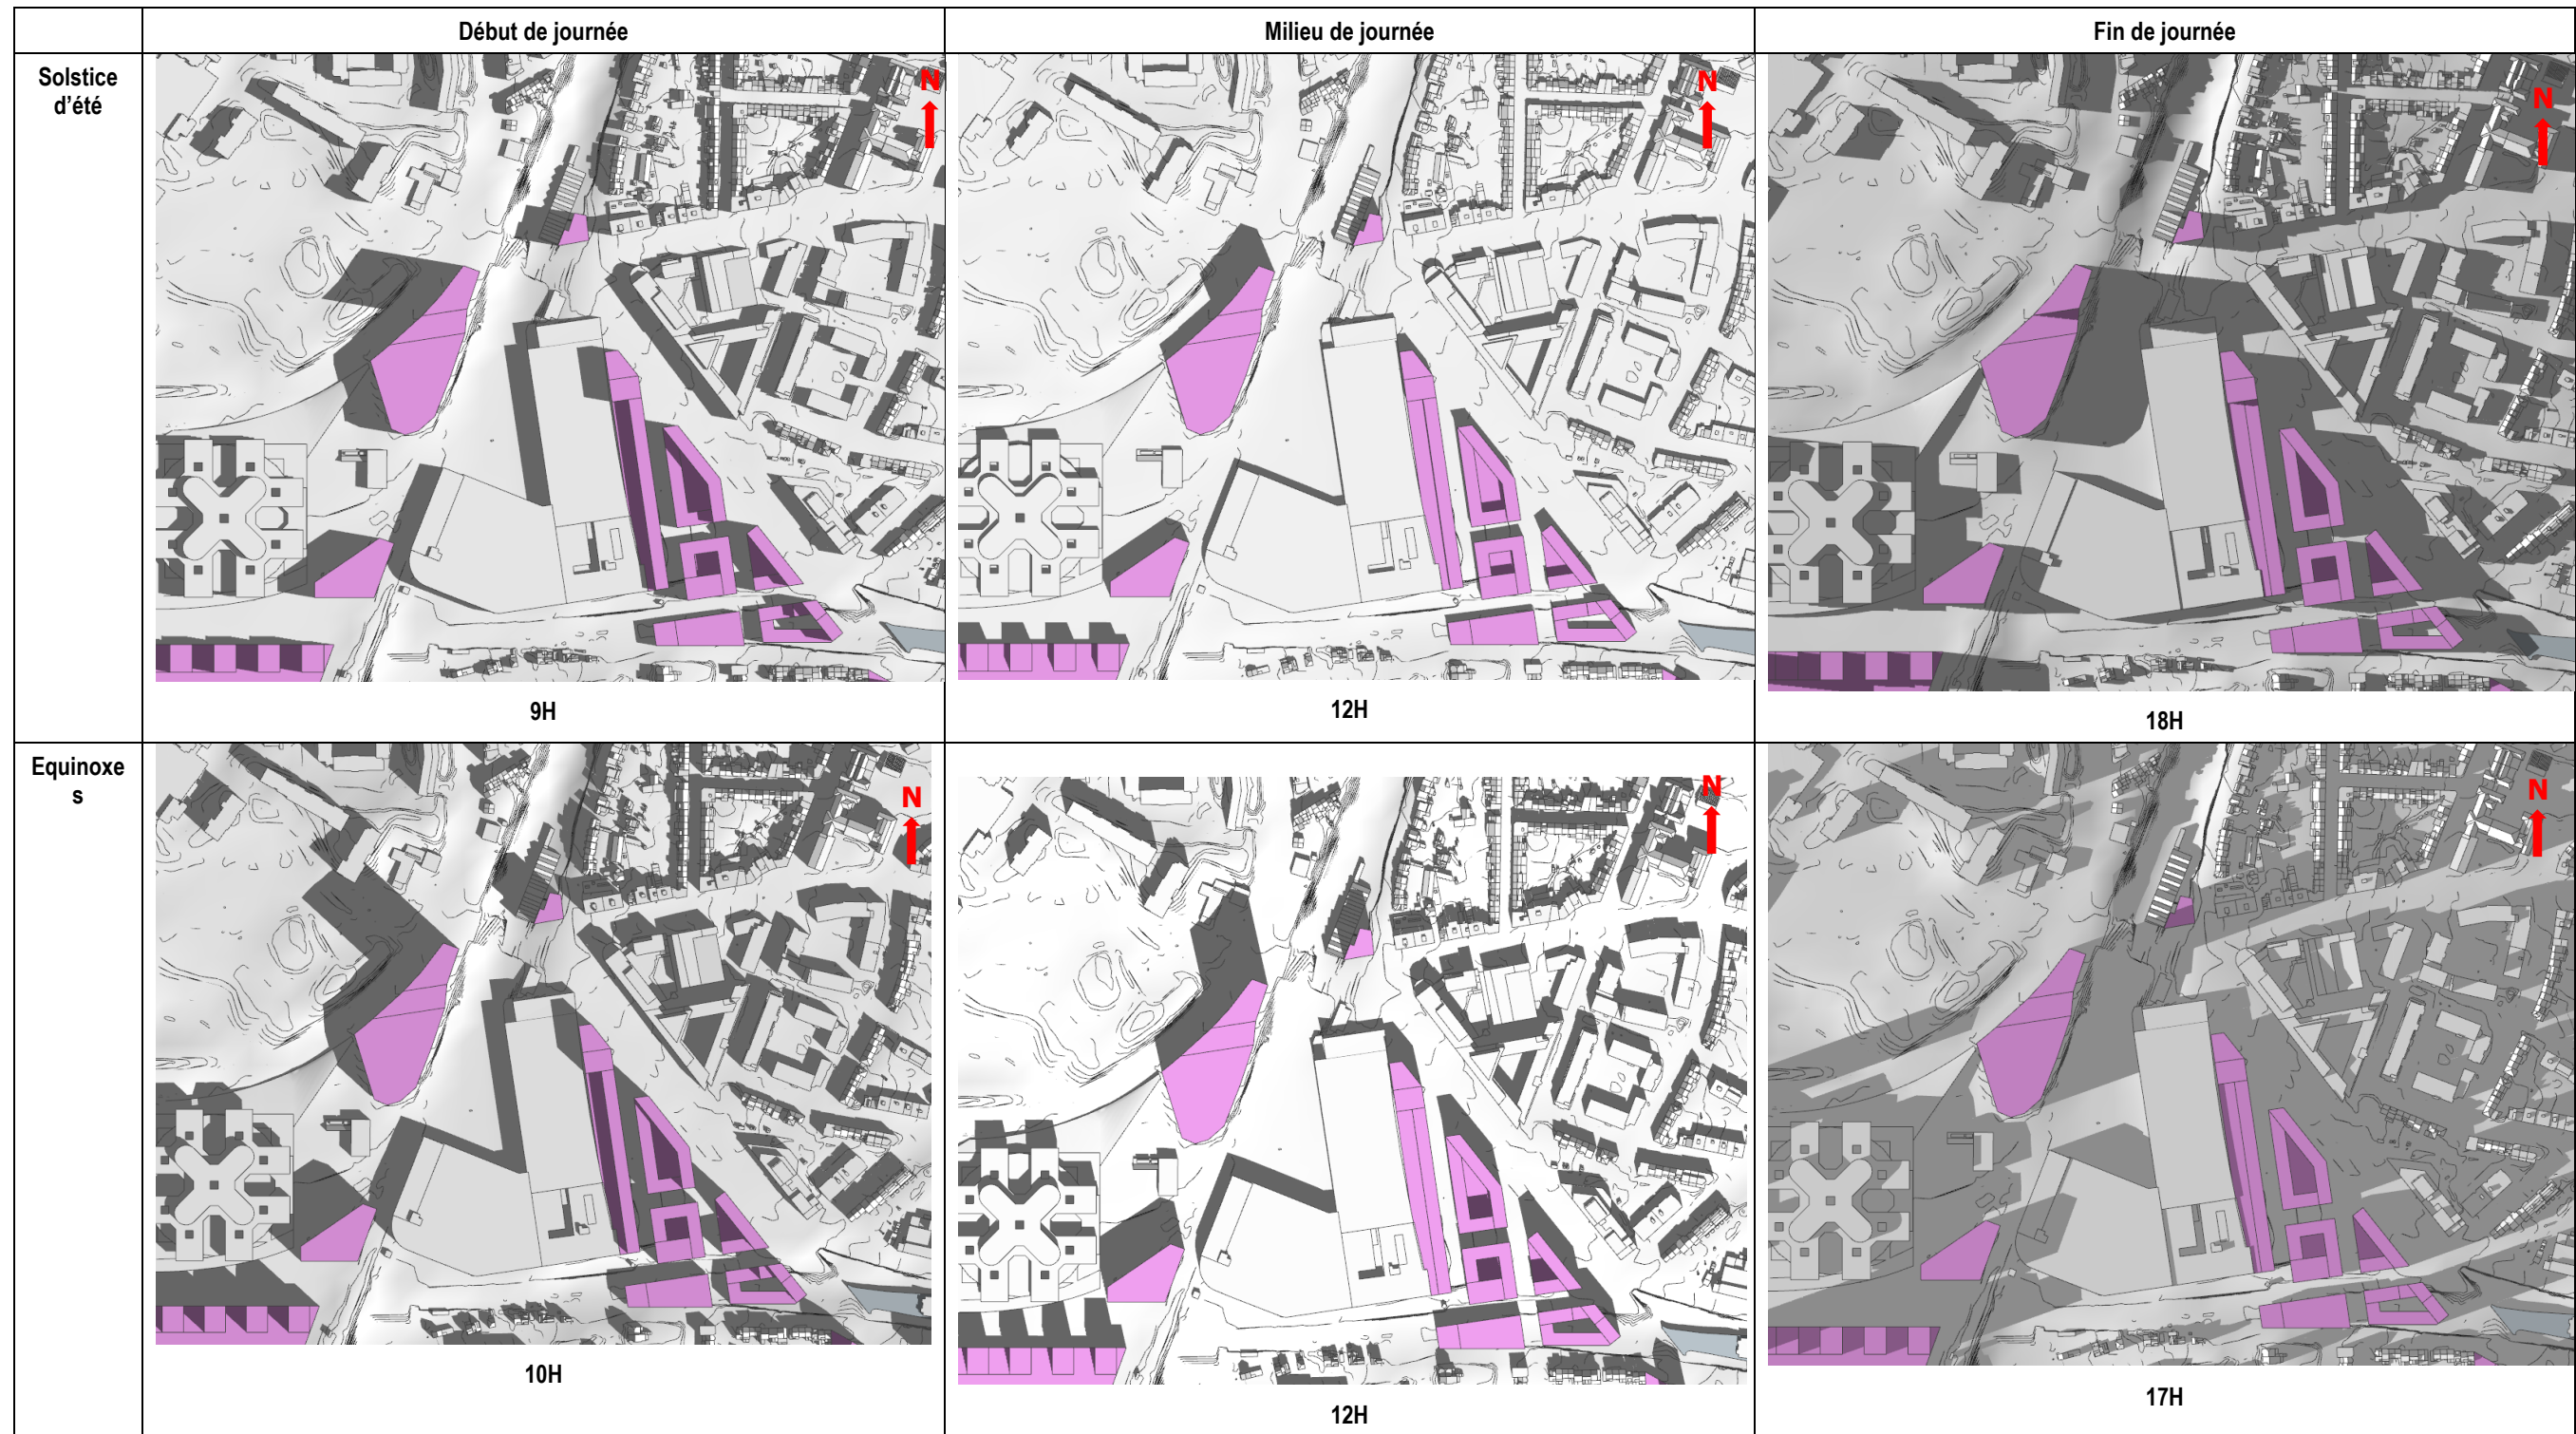 Début de journée
Milieu de journée
Fin de journée
Solstice
d'été
N
N
N
9H
12H
18H
Equinoxe
s
N
N
N
10H
12H
17H